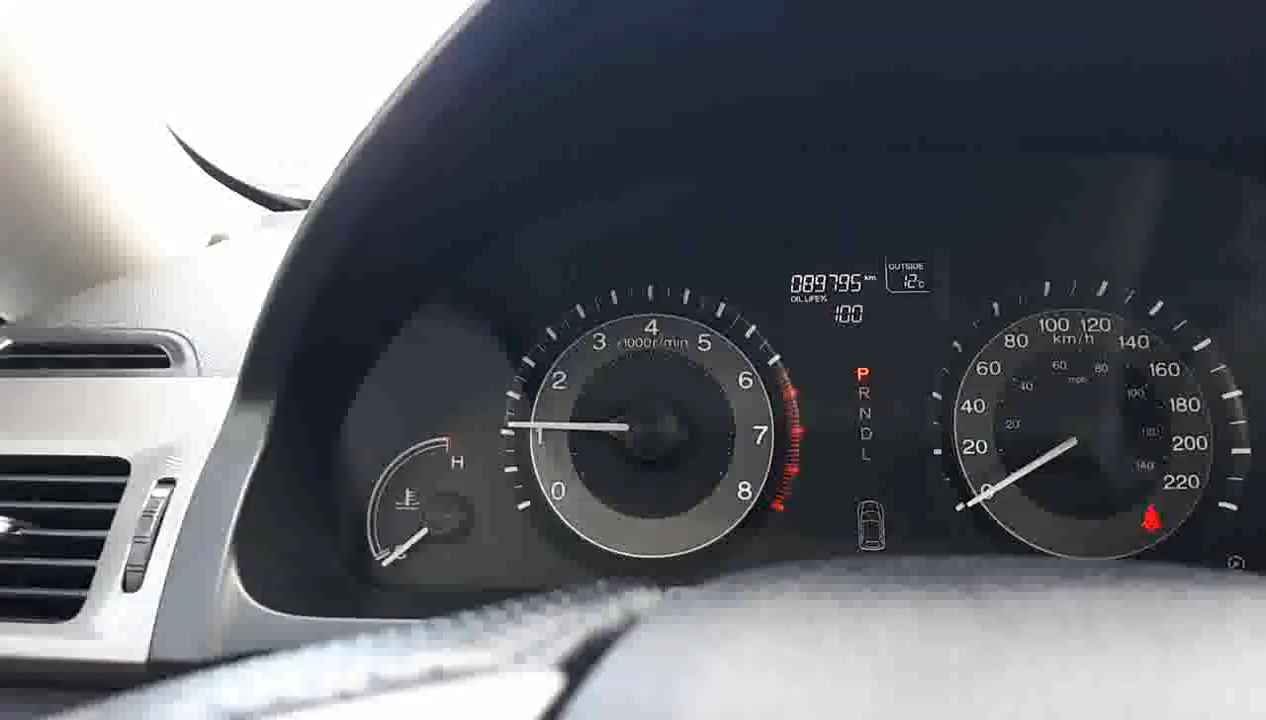 OUTSIDE
12°C
089795 km
OIL LIFE%
100
0 1 2 3 4 5 6 7 8
x1000r/min
H
C
P
R
N
D
L
0 20 40 60 80 100 120 140 160 180 200 220
km/h
20 40 60 80 100 120 140
mph